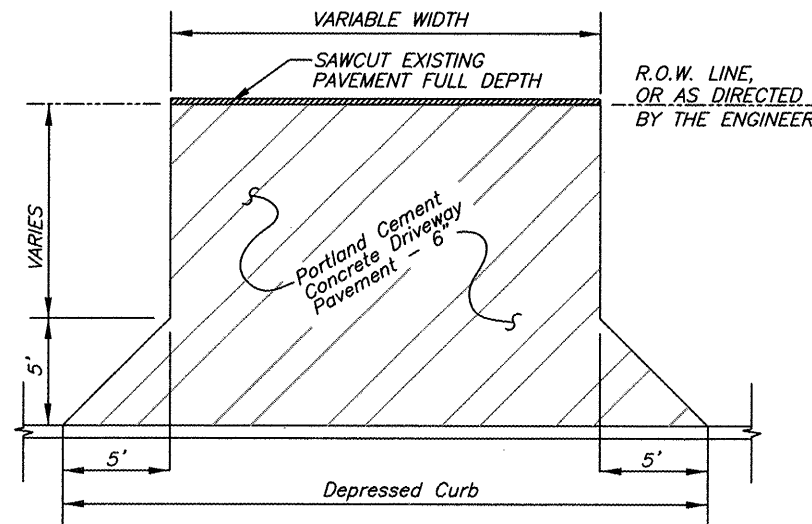 VARIABLE WIDTH
SAWCUT EXISTING
PAVEMENT FULL DEPTH
R.O.W. LINE,
OR AS DIRECTED
BY THE ENGINEER
VARIES
Portland Cement
Concrete Driveway
Pavement – 6"
5'
5'
5'
Depressed Curb